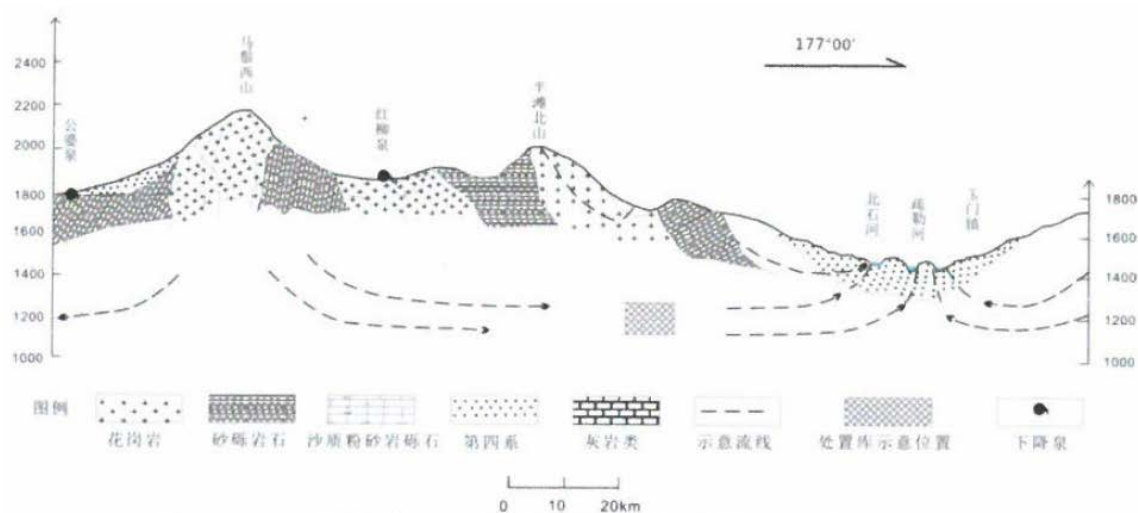 177°00′
2400
2200
2000
1800
1600
1400
1200
1000
公婆泉
马鬃西山
红柳泉
平滩北山
北石河
疏勒河
玉门镇
1800
1600
1400
1200
1000
图例
花岗岩
砂砾岩石
沙质粉砂岩砾石
第四系
灰岩类
示意流线
处置库示意位置
下降泉
0 10 20km